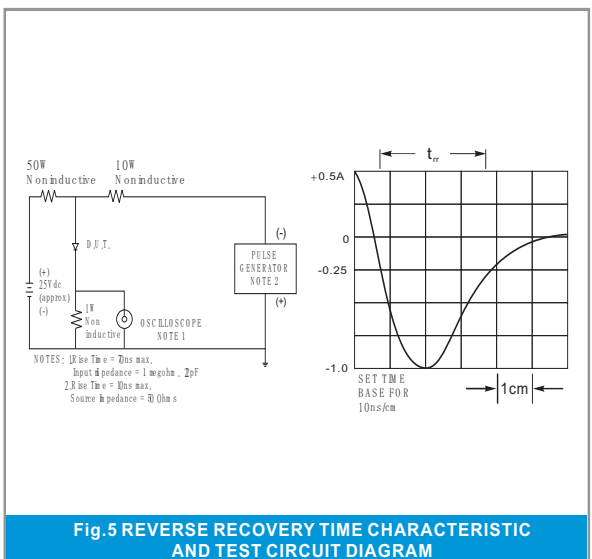 50W
Noninductive
10W
Noninductive
D.U.T.
(+)
25Vdc
(approx)
(-)
1W
Non
inductive
OSCILLOSCOPE
NOTE 1
(-)
PULSE
GENERATOR
NOTE 2
(+)
NOTES: 1.Rise Time = 7ns max,
Input impedance = 1 megohm, 22pF
2.Rise Time = 10ns max,
Source Impedance = 50 Ohms
trr
+0.5A
0
-0.25
-1.0
SET TIME
BASE FOR
10ns/cm
1cm
Fig.5 REVERSE RECOVERY TIME CHARACTERISTIC
AND TEST CIRCUIT DIAGRAM